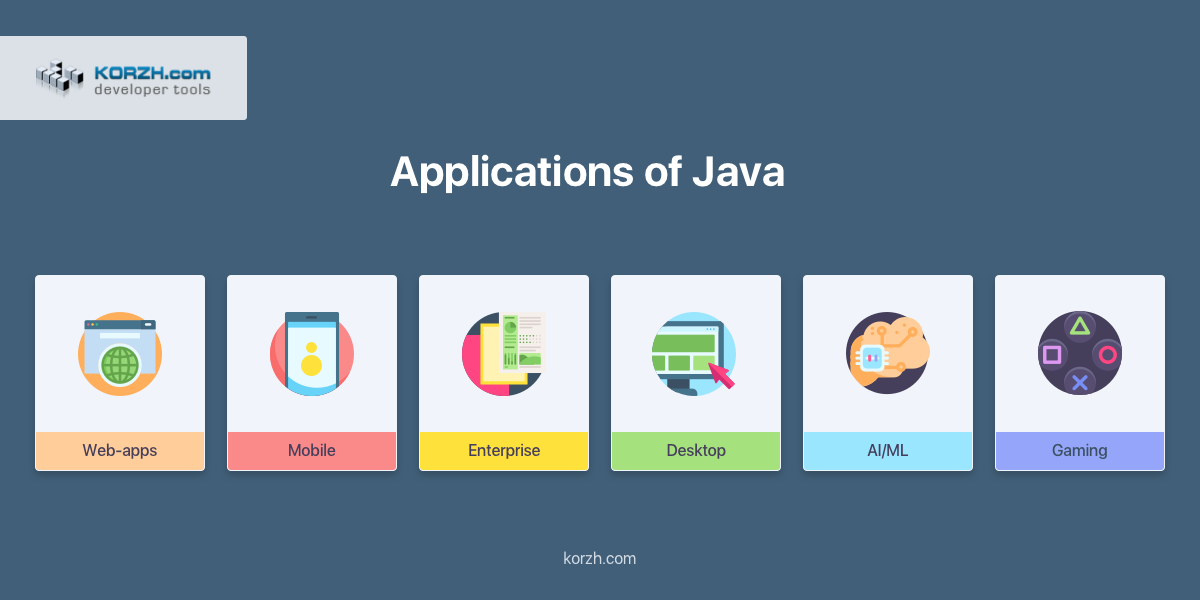 KORZH.com
developer tools
Applications of Java
Web-apps
Mobile
Enterprise
Desktop
AI/ML
Gaming
korzh.com